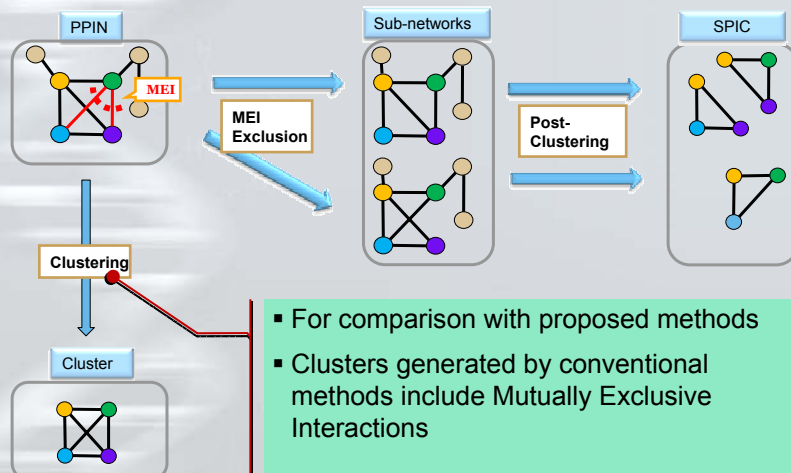 PPIN
Sub-networks
SPIC
MEI
MEI
Exclusion
Post-
Clustering
Clustering
Cluster
▪ For comparison with proposed methods
▪ Clusters generated by conventional
methods include Mutually Exclusive
Interactions